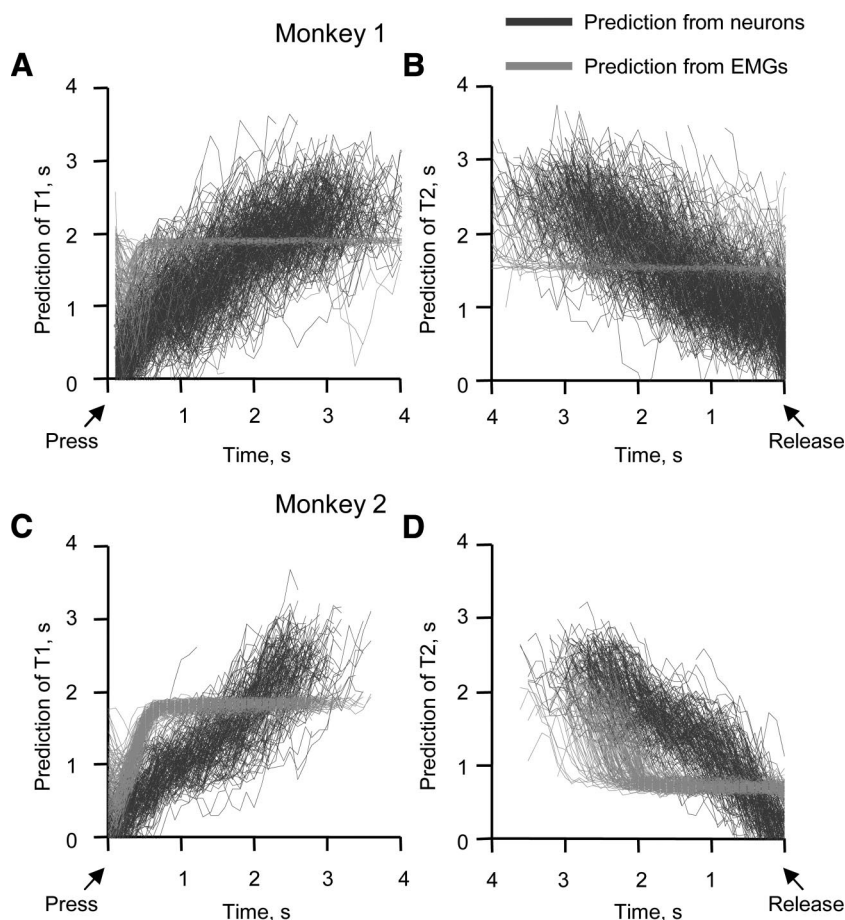 Monkey 1
Prediction from neurons
Prediction from EMGs
A
Prediction of T1, s
4
3
2
1
0
1 2 3 4
Press
Time, s
B
Prediction of T2, s
4
3
2
1
0
4 3 2 1
Release
Time, s
Monkey 2
C
Prediction of T1, s
4
3
2
1
0
1 2 3 4
Press
Time, s
D
Prediction of T2, s
4
3
2
1
0
4 3 2 1
Release
Time, s